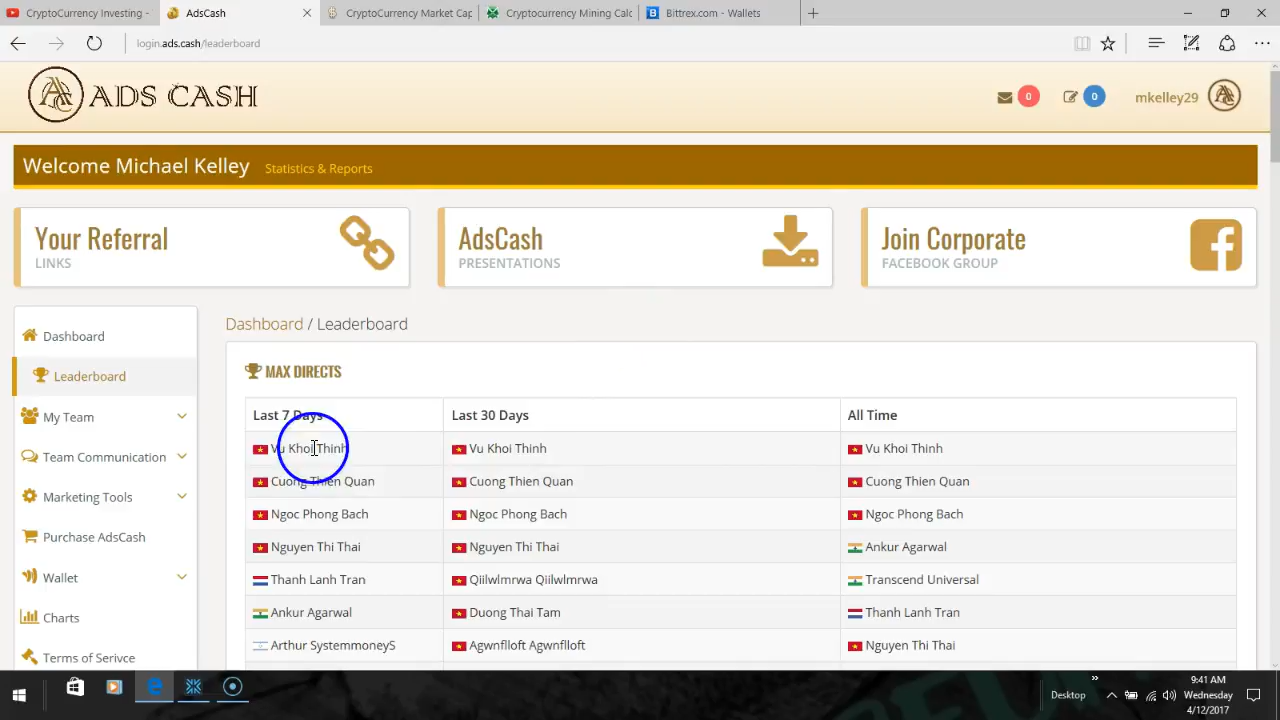 CryptoCurrency Investing -
AdsCash
CryptoCurrency Market Cap
Cryptocurrency Mining Calc
Bittrex.com - Wallets
login.ads.cash/leaderboard
ADS CASH
0
0
mkelley29
Welcome Michael Kelley
Statistics & Reports
Your Referral
LINKS
AdsCash
PRESENTATIONS
Join Corporate
FACEBOOK GROUP
Dashboard
Leaderboard
My Team
Team Communication
Marketing Tools
Purchase AdsCash
Wallet
Charts
Terms of Serivce
Dashboard / Leaderboard
MAX DIRECTS
Last 7 Days Last 30 Days All Time
Vu Khoi Thinh Vu Khoi Thinh Vu Khoi Thinh
Cuong Thien Quan Cuong Thien Quan Cuong Thien Quan
Ngoc Phong Bach Ngoc Phong Bach Ngoc Phong Bach
Nguyen Thi Thai Nguyen Thi Thai Ankur Agarwal
Thanh Lanh Tran Qiilwlmrwa Qiilwlmrwa Transcend Universal
Ankur Agarwal Duong Thai Tam Thanh Lanh Tran
Arthur SystemmoneyS Agwnflloft Agwnflloft Nguyen Thi Thai
Desktop
9:41 AM
Wednesday
4/12/2017